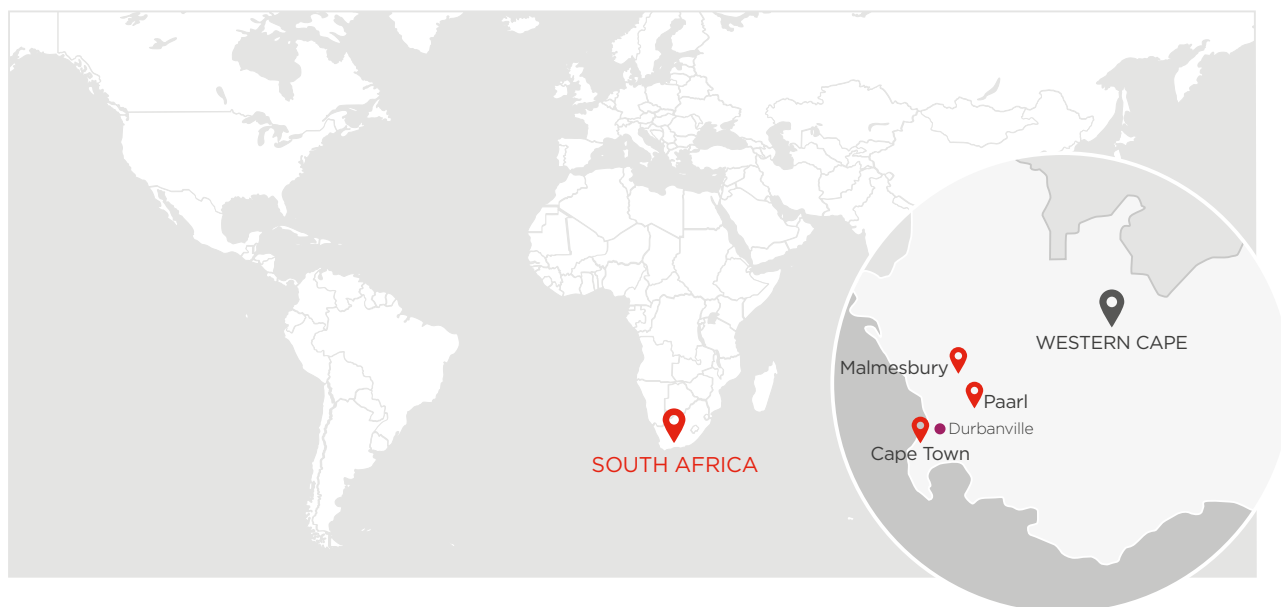 WESTERN CAPE
Malmesbury
Paarl
Durbanville
Cape Town
SOUTH AFRICA